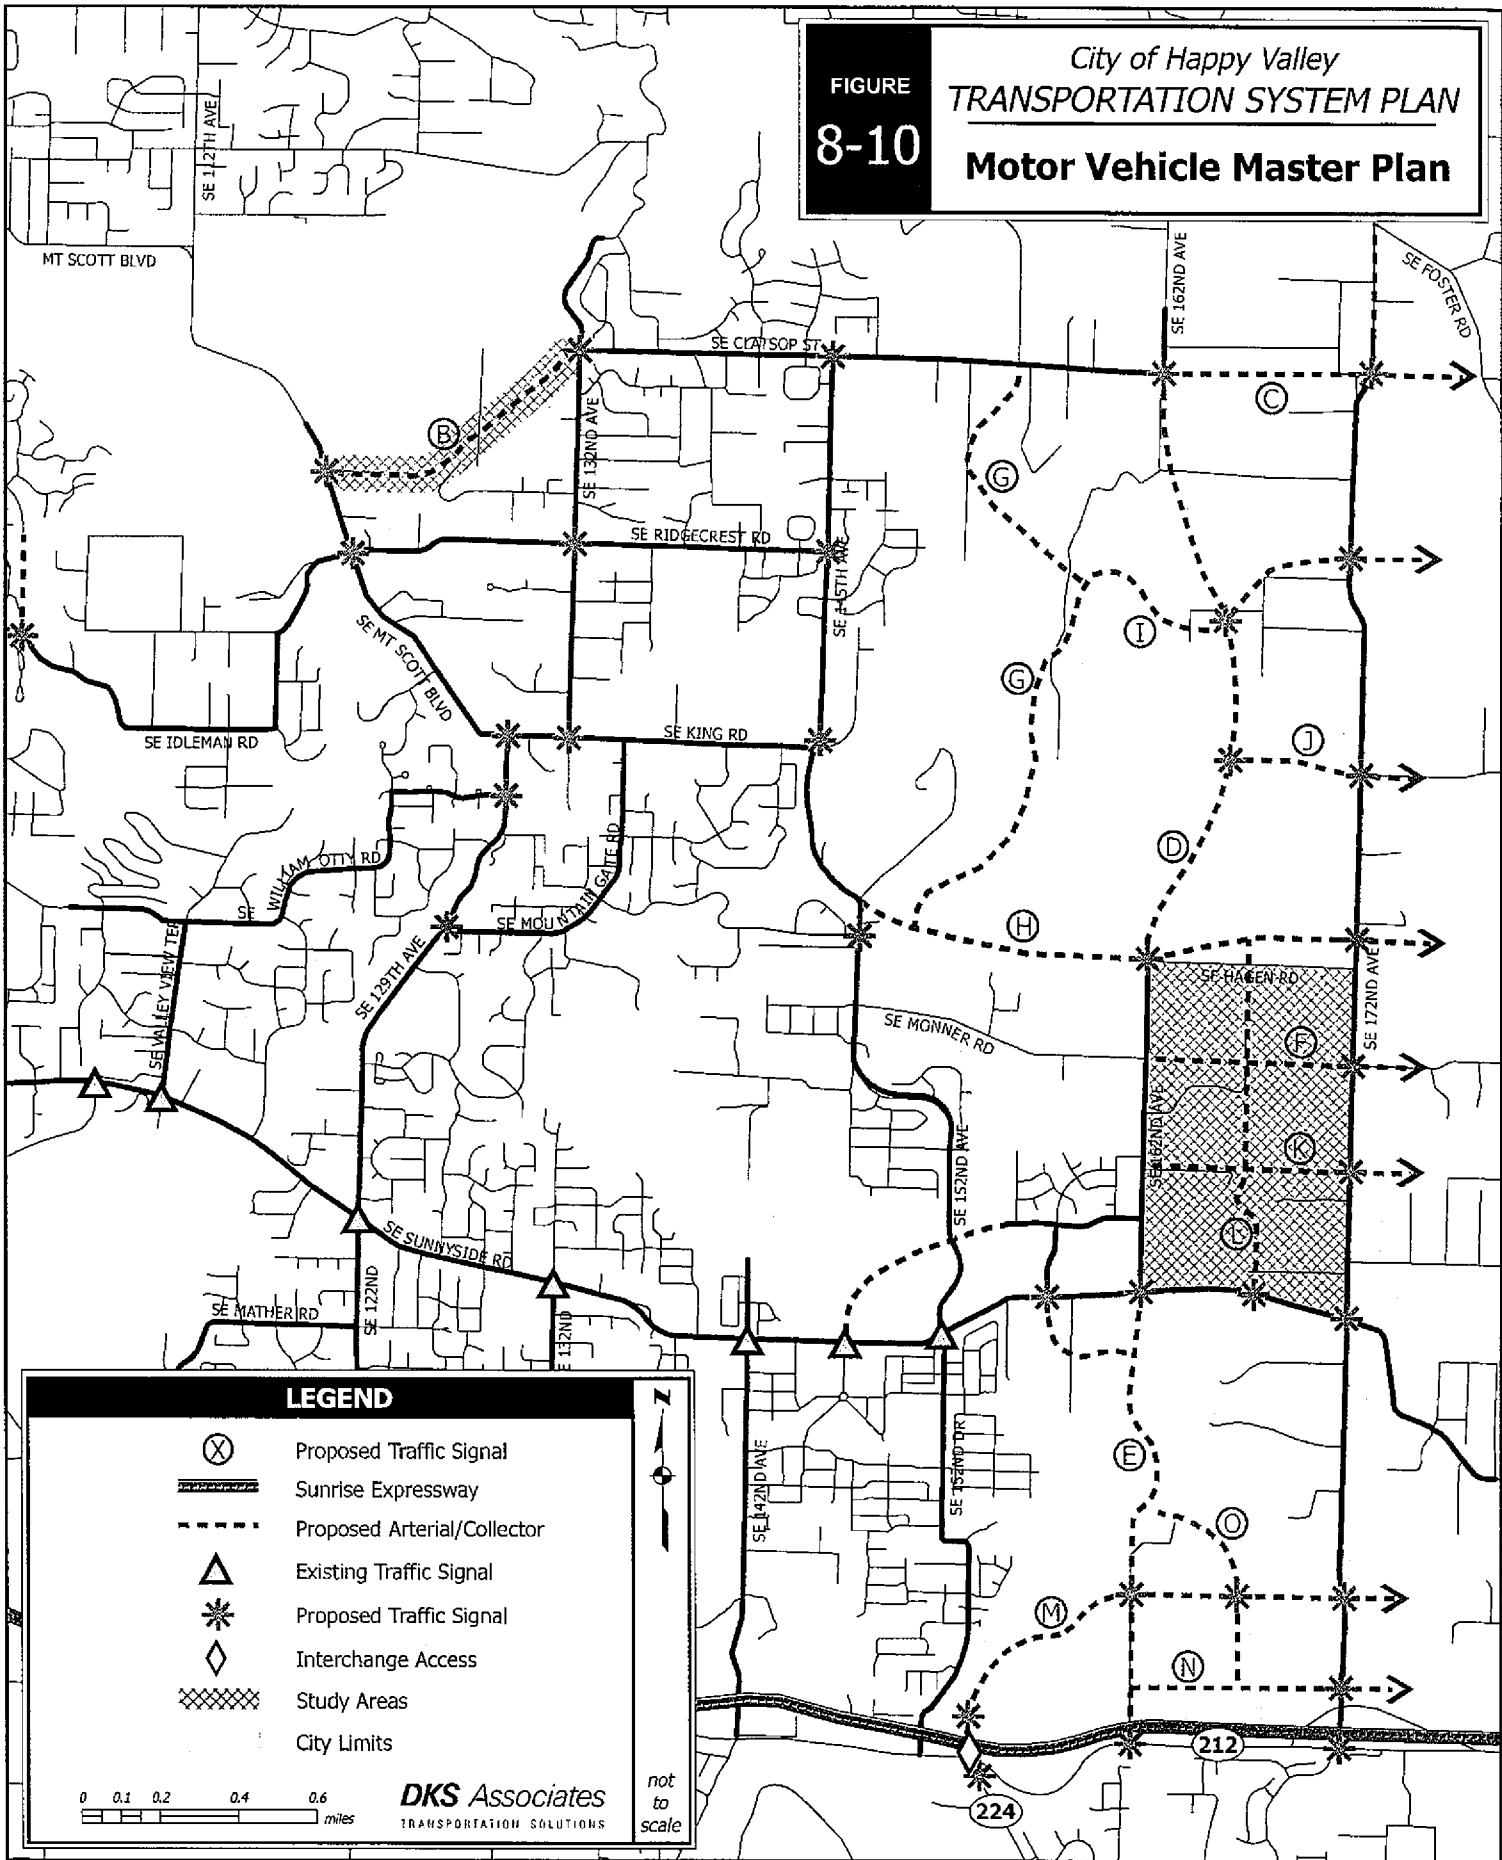 FIGURE
8-10
City of Happy Valley
TRANSPORTATION SYSTEM PLAN
Motor Vehicle Master Plan
SE 112TH AVE
MT SCOTT BLVD
SE 162ND AVE
SE FOSTER RD
SE CLATSOP ST
C
B
SE 132ND AVE
G
SE RIDGECREST RD
SE 145TH AVE
SE MT SCOTT BLVD
I
G
SE IDLEMAN RD
SE KING RD
J
D
SE WILLIAM OTTY RD
SE MOUNTAIN GATE RD
H
SE VALLEY VIEW TER
SE 129TH AVE
SE HAGEN RD
SE 172ND AVE
SE MONNER RD
F
SE 162ND AVE
K
SE 152ND AVE
L
SE SUNNYSIDE RD
SE 122ND
SE MATHER RD
E 132ND
SE 142ND AVE
SE 152ND DR
E
O
M
N
212
224
LEGEND
X Proposed Traffic Signal
Sunrise Expressway
Proposed Arterial/Collector
Existing Traffic Signal
Proposed Traffic Signal
Interchange Access
Study Areas
City Limits
0 0.1 0.2 0.4 0.6
miles
DKS Associates
TRANSPORTATION SOLUTIONS
N
not
to
scale